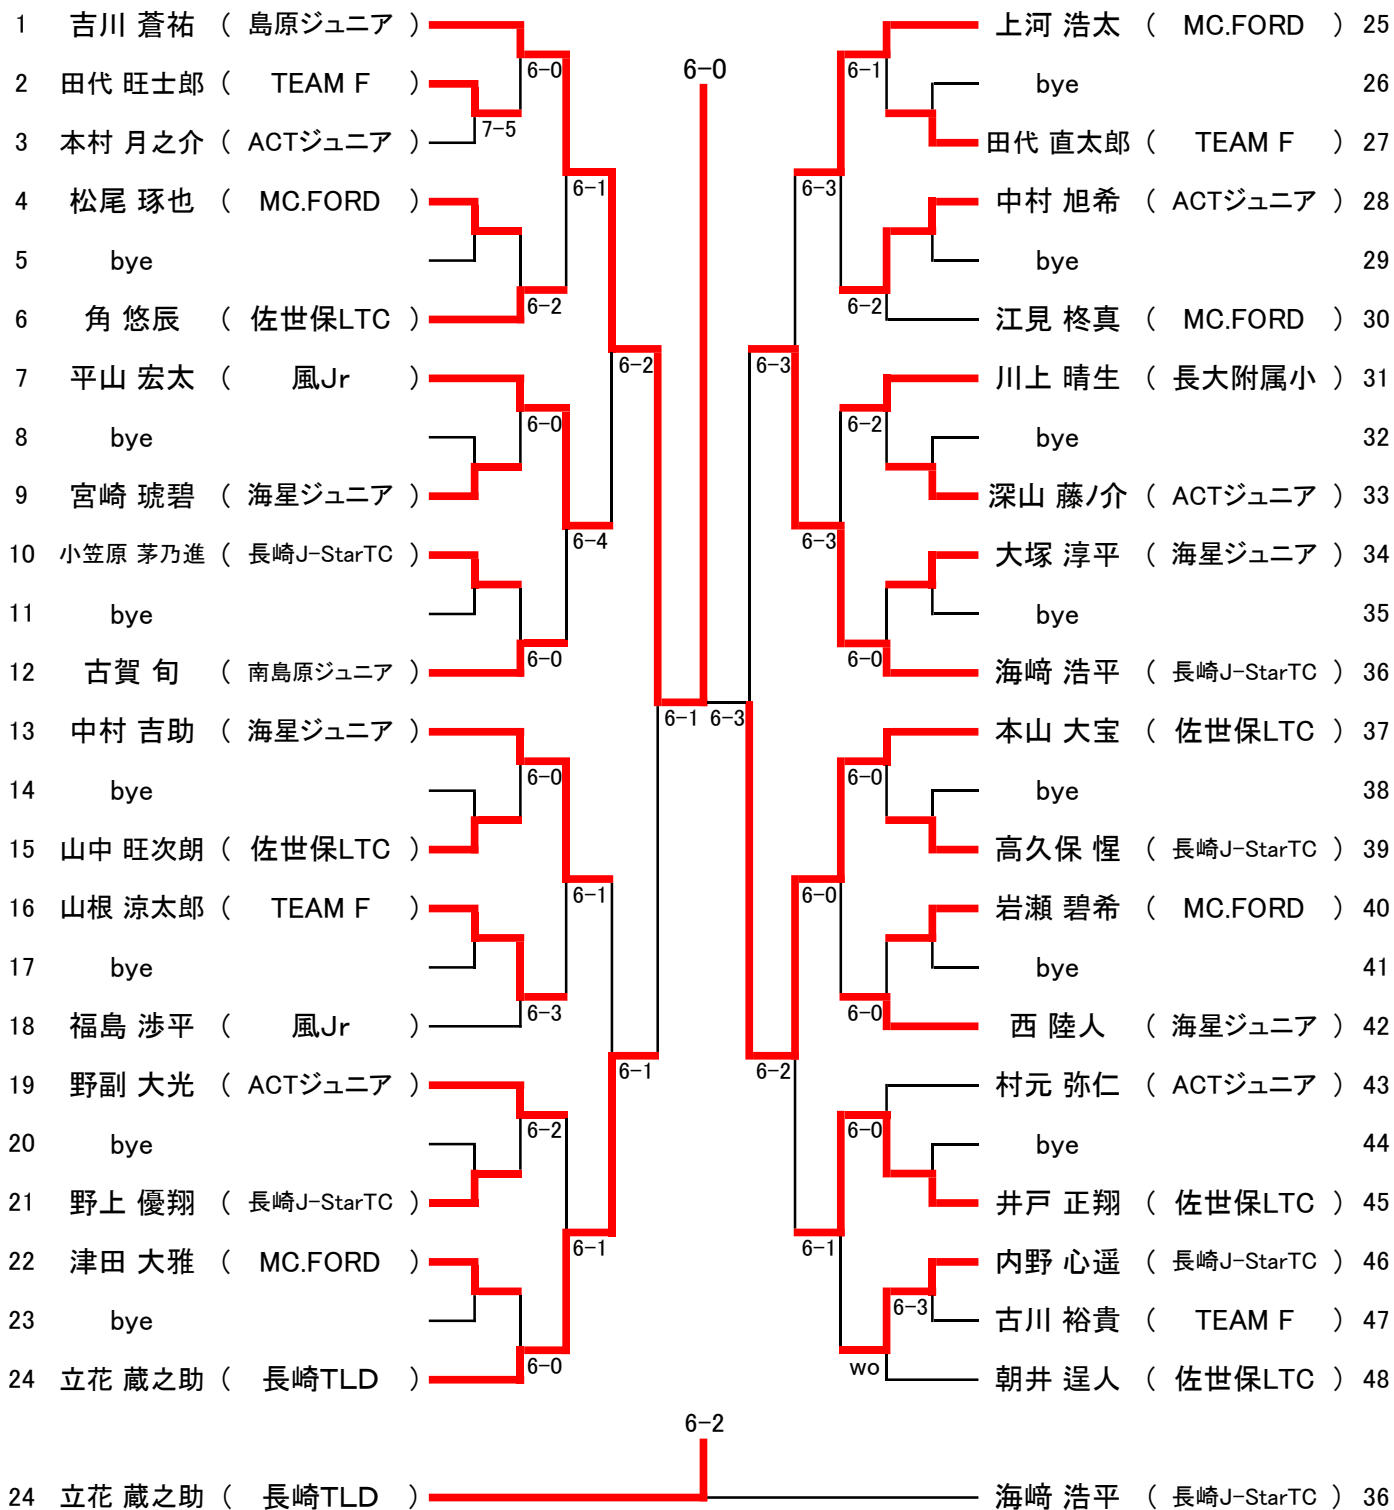 1 吉川 蒼祐 ( 島原ジュニア )
2 田代 旺士郎 ( TEAM F )
3 本村 月之介 ( ACTジュニア )
4 松尾 琢也 ( MC.FORD )
5 bye
6 角 悠辰 ( 佐世保LTC )
7 平山 宏太 ( 風Jr )
8 bye
9 宮崎 琥碧 ( 海星ジュニア )
10 小笠原 茅乃進 ( 長崎J-StarTC )
11 bye
12 古賀 旬 ( 南島原ジュニア )
13 中村 吉助 ( 海星ジュニア )
14 bye
15 山中 旺次朗 ( 佐世保LTC )
16 山根 涼太郎 ( TEAM F )
17 bye
18 福島 渉平 ( 風Jr )
19 野副 大光 ( ACTジュニア )
20 bye
21 野上 優翔 ( 長崎J-StarTC )
22 津田 大雅 ( MC.FORD )
23 bye
24 立花 蔵之助 ( 長崎TLD )
6-0
7-5
6-2
6-0
6-0
6-0
6-3
6-2
6-0
6-1
6-4
6-1
6-1
6-2
6-1
6-1
6-0
6-3
6-3
6-2
6-3
6-3
6-0
6-1
6-1
6-2
6-2
6-0
6-0
6-0
6-0
6-3
wo
上河 浩太 ( MC.FORD ) 25
bye 26
田代 直太郎 ( TEAM F ) 27
中村 旭希 ( ACTジュニア ) 28
bye 29
江見 柊真 ( MC.FORD ) 30
川上 晴生 ( 長大附属小 ) 31
bye 32
深山 藤ノ介 ( ACTジュニア ) 33
大塚 淳平 ( 海星ジュニア ) 34
bye 35
海﨑 浩平 ( 長崎J-StarTC ) 36
本山 大宝 ( 佐世保LTC ) 37
bye 38
高久保 惺 ( 長崎J-StarTC ) 39
岩瀬 碧希 ( MC.FORD ) 40
bye 41
西 陸人 ( 海星ジュニア ) 42
村元 弥仁 ( ACTジュニア ) 43
bye 44
井戸 正翔 ( 佐世保LTC ) 45
内野 心遥 ( 長崎J-StarTC ) 46
古川 裕貴 ( TEAM F ) 47
朝井 逞人 ( 佐世保LTC ) 48
6-2
24 立花 蔵之助 ( 長崎TLD )
海﨑 浩平 ( 長崎J-StarTC ) 36